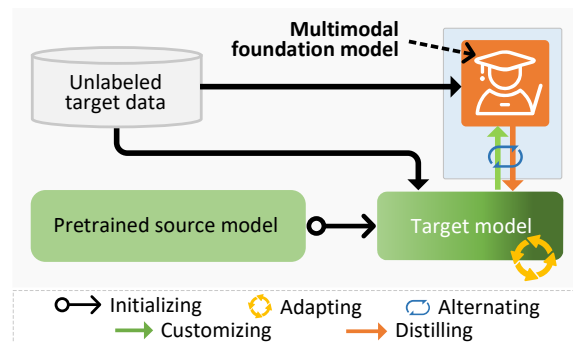 Multimodal
foundation model
Unlabeled
target data
Pretrained source model
Target model
Initializing
Adapting
Alternating
Customizing
Distilling